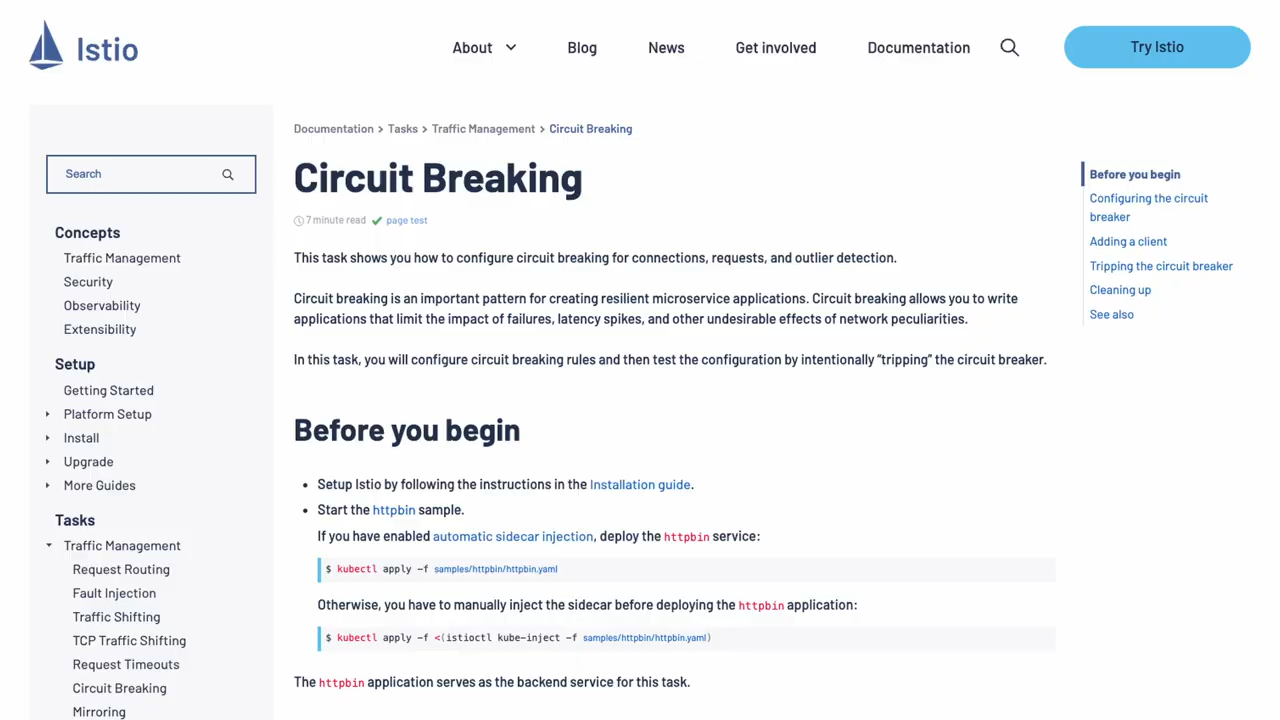 Istio
About
Blog
News
Get involved
Documentation
Try Istio
Search
Concepts
Traffic Management
Security
Observability
Extensibility
Setup
Getting Started
Platform Setup
Install
Upgrade
More Guides
Tasks
Traffic Management
Request Routing
Fault Injection
Traffic Shifting
TCP Traffic Shifting
Request Timeouts
Circuit Breaking
Mirroring
Documentation > Tasks > Traffic Management > Circuit Breaking
Circuit Breaking
7 minute read ✔ page test
This task shows you how to configure circuit breaking for connections, requests, and outlier detection.
Circuit breaking is an important pattern for creating resilient microservice applications. Circuit breaking allows you to write
applications that limit the impact of failures, latency spikes, and other undesirable effects of network peculiarities.
In this task, you will configure circuit breaking rules and then test the configuration by intentionally “tripping” the circuit breaker.
Before you begin
• Setup Istio by following the instructions in the Installation guide.
• Start the httpbin sample.
If you have enabled automatic sidecar injection, deploy the httpbin service:
$ kubectl apply -f samples/httpbin/httpbin.yaml
Otherwise, you have to manually inject the sidecar before deploying the httpbin application:
$ kubectl apply -f <(istioctl kube-inject -f samples/httpbin/httpbin.yaml)
The httpbin application serves as the backend service for this task.
Before you begin
Configuring the circuit
breaker
Adding a client
Tripping the circuit breaker
Cleaning up
See also